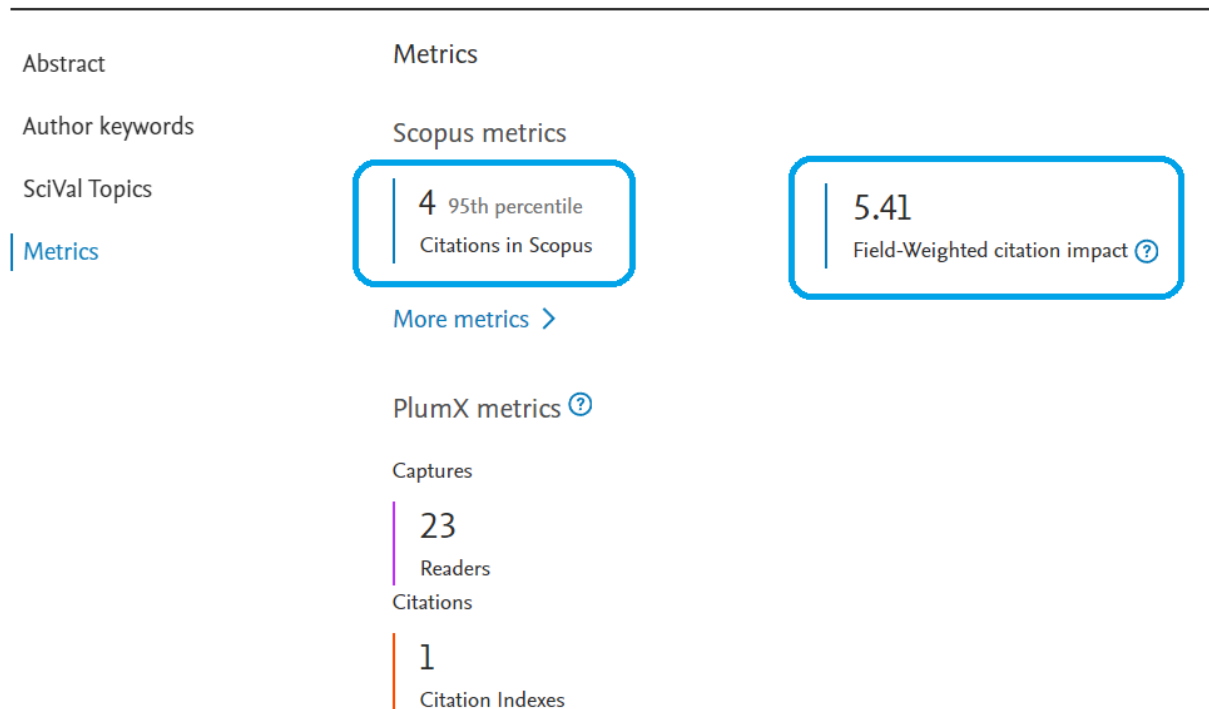 Abstract
Author keywords
SciVal Topics
Metrics
Metrics
Scopus metrics
4 95th percentile
Citations in Scopus
5.41
Field-Weighted citation impact ?
More metrics >
PlumX metrics ?
Captures
23
Readers
Citations
1
Citation Indexes